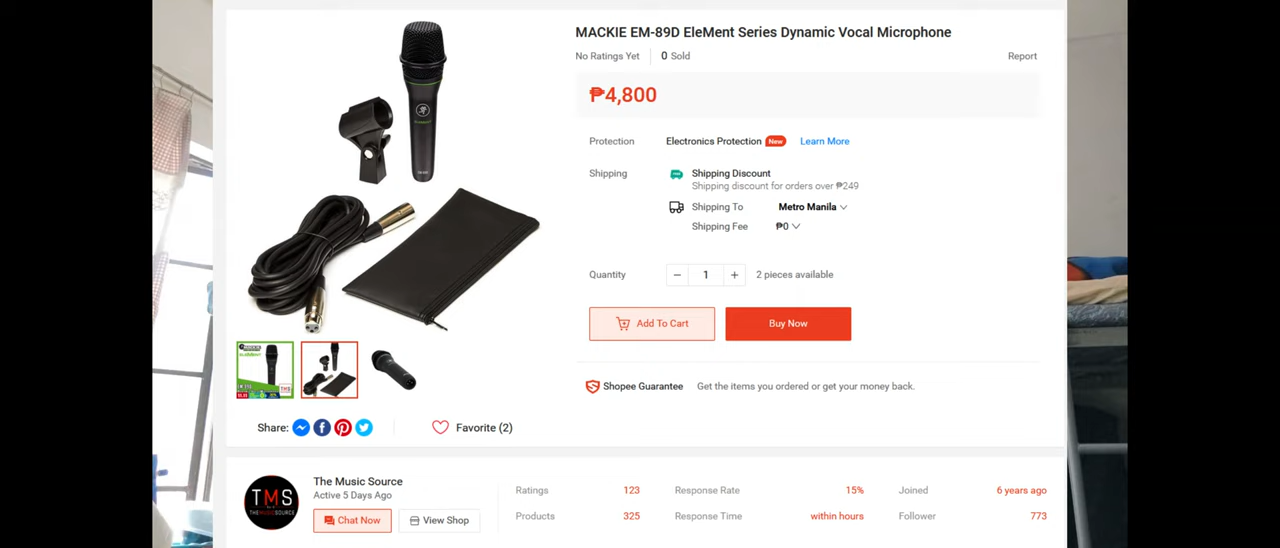 MACKIE EM-89D EleMent Series Dynamic Vocal Microphone
No Ratings Yet
0 Sold
Report
₱4,800
Protection
Electronics Protection New Learn More
Shipping
Shipping Discount
Shipping discount for orders over ₱249
Shipping To Metro Manila
Shipping Fee ₱0
Quantity
− 1 + 2 pieces available
Add To Cart
Buy Now
Shopee Guarantee Get the items you ordered or get your money back.
Share:
Favorite (2)
TMS
THE MUSIC SOURCE
The Music Source
Active 5 Days Ago
Chat Now
View Shop
Ratings 123
Response Rate 15%
Joined 6 years ago
Products 325
Response Time within hours
Follower 773